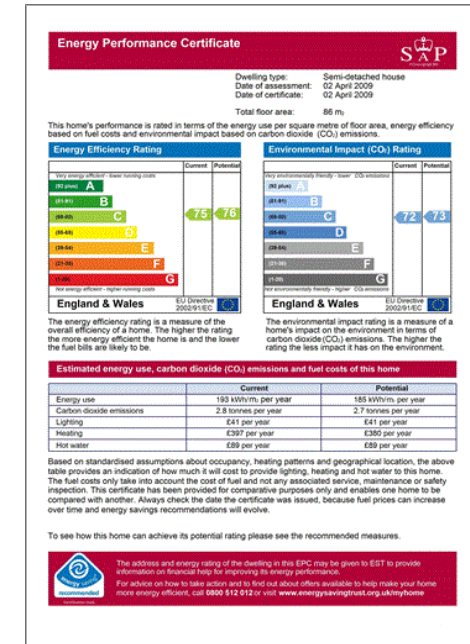 Energy Performance Certificate
SAP
Dwelling type: Semi-detached house
Date of assessment: 02 April 2009
Date of certificate: 02 April 2009
Total floor area: 86 m₂
This home's performance is rated in terms of the energy use per square metre of floor area, energy efficiency
based on fuel costs and environmental impact based on carbon dioxide (CO₂) emissions.
Energy Efficiency Rating
Current Potential
Very energy efficient - lower running costs
(92 plus) A
(81-91) B
(69-80) C
75 76
(55-68) D
(39-54) E
(21-38) F
(1-20) G
Not energy efficient - higher running costs
England & Wales
EU Directive
2002/91/EC
The energy efficiency rating is a measure of the
overall efficiency of a home. The higher the rating
the more energy efficient the home is and the lower
the fuel bills are likely to be.
Environmental Impact (CO₂) Rating
Current Potential
Very environmentally friendly - lower CO₂ emissions
(92 plus) A
(81-91) B
(69-80) C
72 73
(55-68) D
(39-54) E
(21-38) F
(1-20) G
Not environmentally friendly - higher CO₂ emissions
England & Wales
EU Directive
2002/91/EC
The environmental impact rating is a measure of a
home's impact on the environment in terms of
carbon dioxide (CO₂) emissions. The higher the
rating the less impact it has on the environment.
Estimated energy use, carbon dioxide (CO₂) emissions and fuel costs of this home
Current Potential
Energy use 193 kWh/m₂ per year 185 kWh/m₂ per year
Carbon dioxide emissions 2.8 tonnes per year 2.7 tonnes per year
Lighting £41 per year £41 per year
Heating £397 per year £380 per year
Hot water £89 per year £89 per year
Based on standardised assumptions about occupancy, heating patterns and geographical location, the above
table provides an indication of how much it will cost to provide lighting, heating and hot water to this home.
The fuel costs only take into account the cost of fuel and not any associated service, maintenance or safety
inspection. This certificate has been provided for comparative purposes only and enables one home to be
compared with another. Always check the date the certificate was issued, because fuel prices can increase
over time and energy savings recommendations will evolve.
To see how this home can achieve its potential rating please see the recommended measures.
energy saving
recommended
The address and energy rating of the dwelling in this EPC may be given to EST to provide
information on financial help for improving its energy performance.
For advice on how to take action and to find out about offers available to help make your home
more energy efficient, call 0800 512 012 or visit www.energysavingtrust.org.uk/myhome